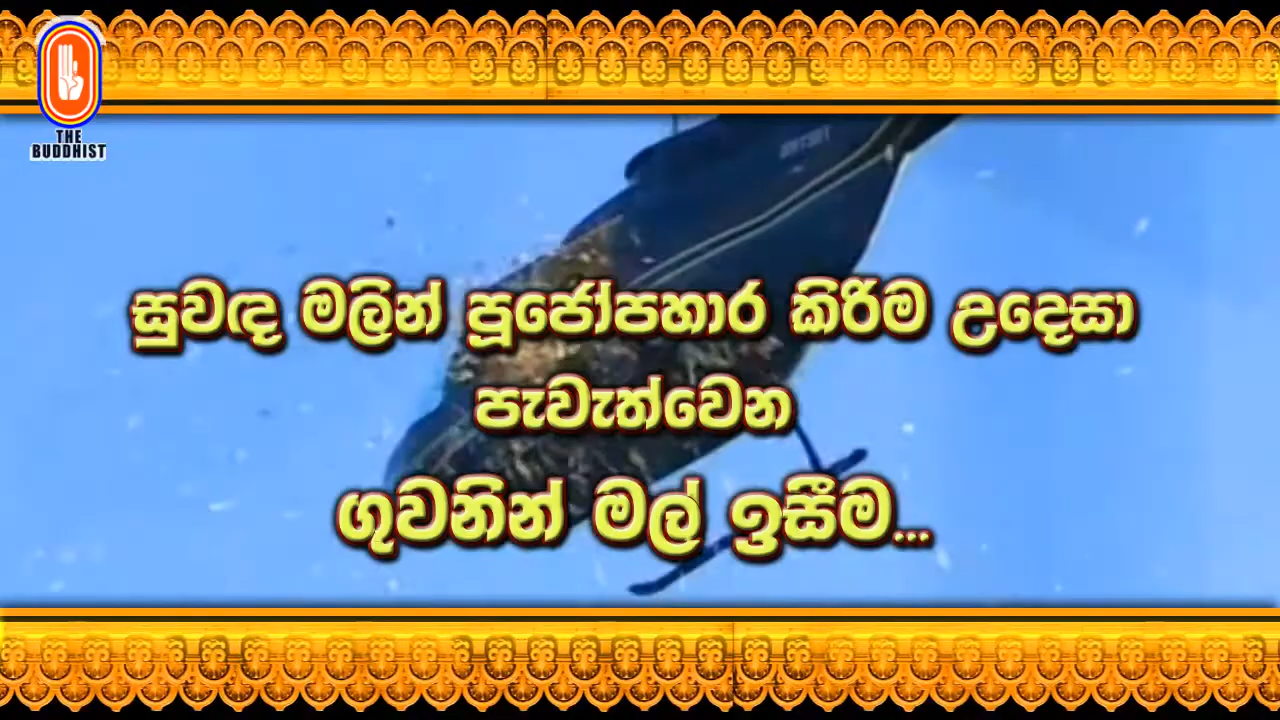 THE
BUDDHIST
සුවඳ මලින් පූජෝපහාර කිරීම උදෙසා
පැවැත්වෙන
ගුවනින් මල් ඉසීම...